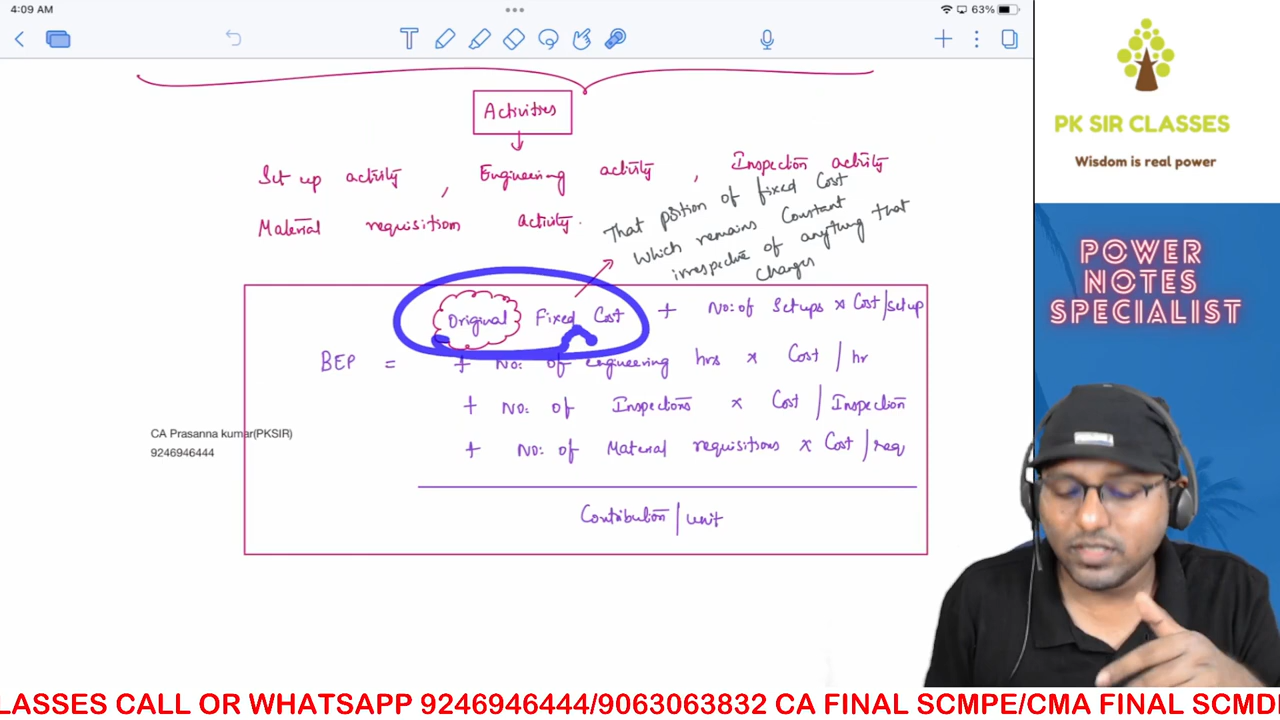 4:09 AM
63%
T
Activities
Set up activity, Engineering activity, Inspection activity
Material requisition activity.
That portion of fixed Cost
Which remains Constant
irrespective of anything that
Changes
Original Fixed Cost + No: of Setups x Cost/setup
BEP = + No: of engineering hrs x Cost / hr
+ No: of Inspections x Cost / Inspection
+ No: of Material requisitions x Cost / req
Contribution / unit
CA Prasanna kumar(PKSIR)
9246946444
PK SIR CLASSES
Wisdom is real power
POWER
NOTES
SPECIALIST
LASSES CALL OR WHATSAPP 9246946444/9063063832 CA FINAL SCMPE/CMA FINAL SCMD